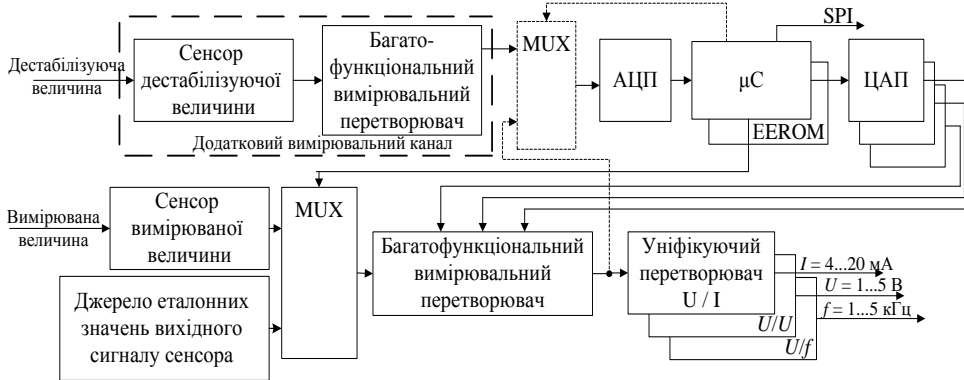 Дестабілізуюча
величина
Сенсор
дестабілізуючої
величини
Багато-
функціональний
вимірювальний
перетворювач
Додатковий вимірювальний канал
MUX
АЦП
μC
EEROM
SPI
ЦАП
Вимірювана
величина
Сенсор
вимірюваної
величини
Джерело еталонних
значень вихідного
сигналу сенсора
MUX
Багатофункціональний
вимірювальний
перетворювач
Уніфікуючий
перетворювач
U / I
U/U
U/f
I = 4...20 мА
U = 1...5 В
f = 1...5 кГц